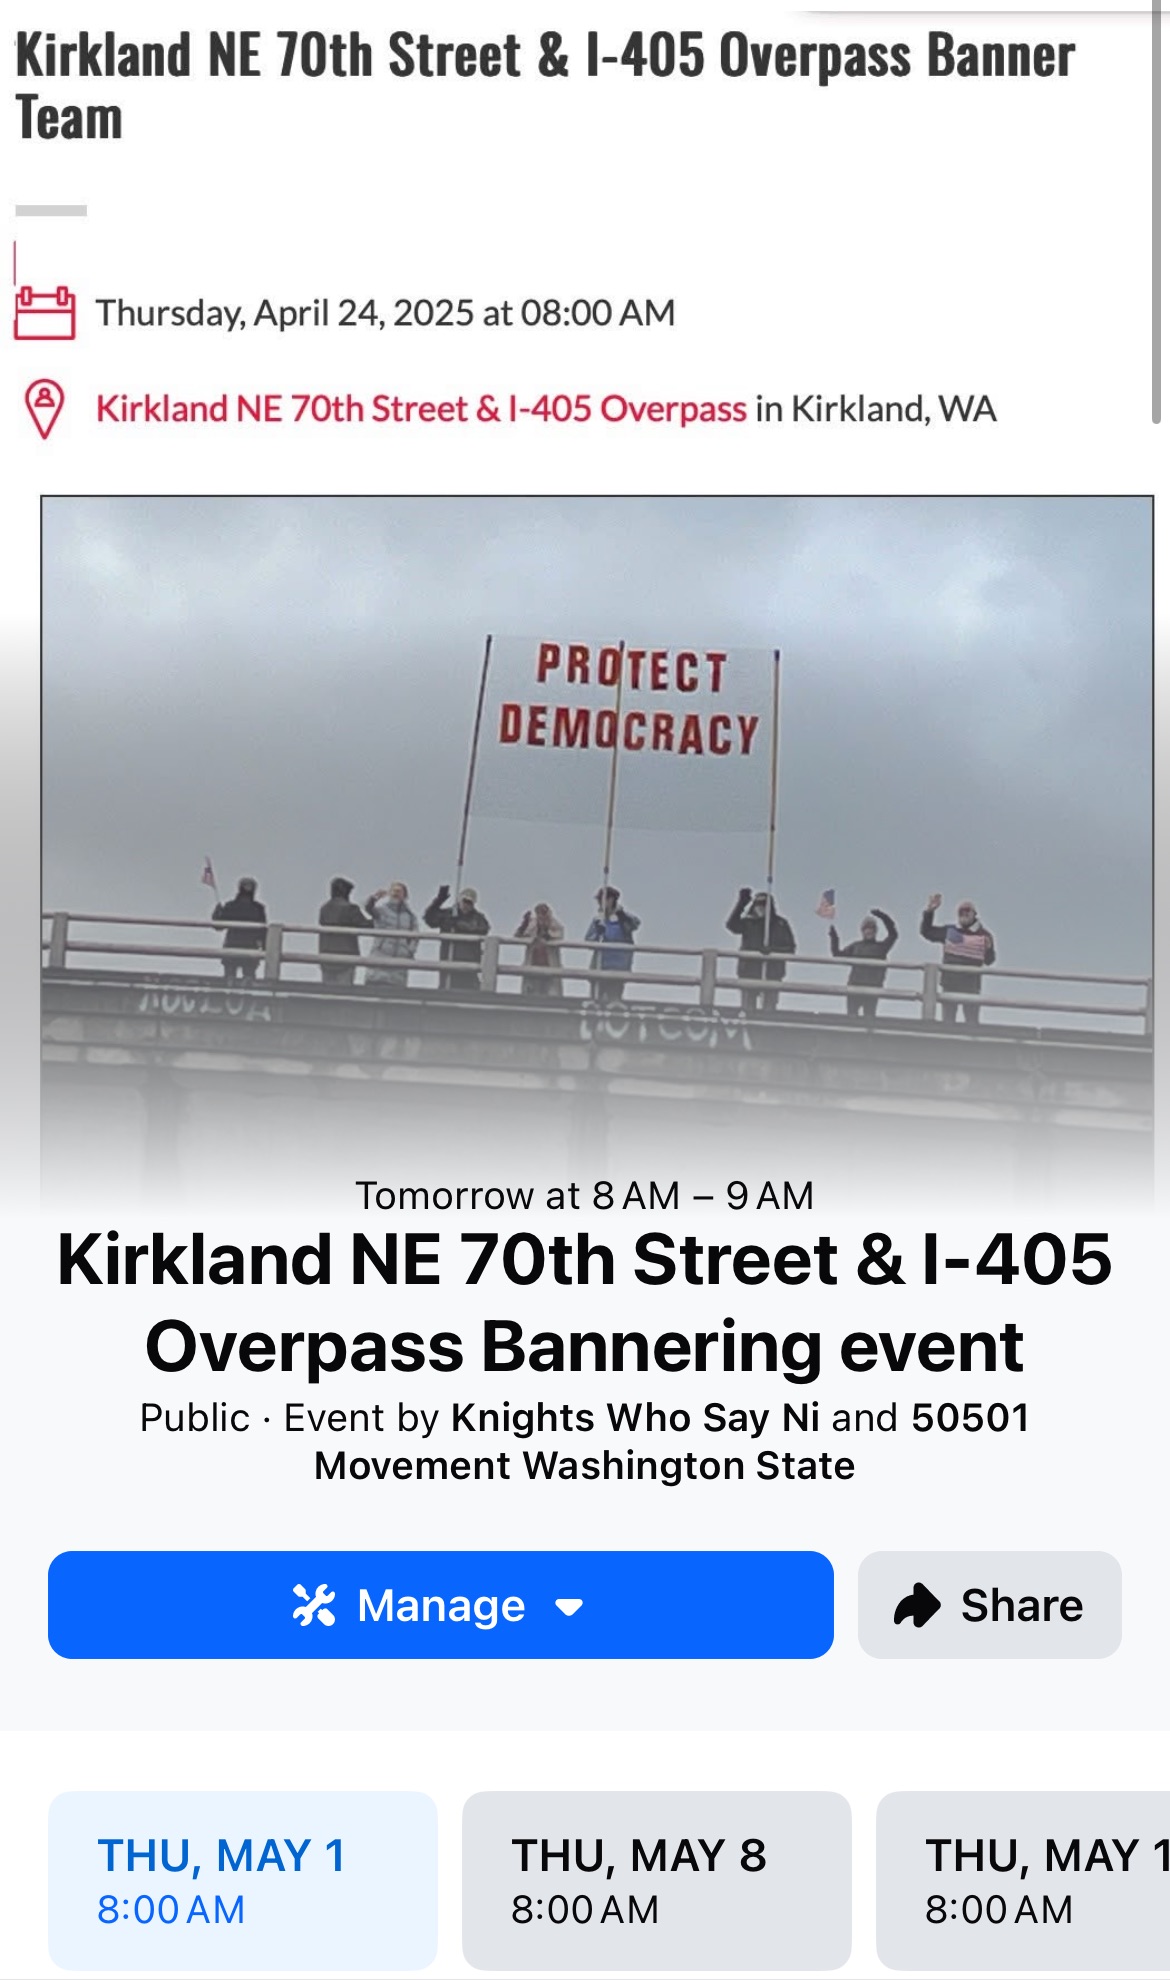 Kirkland NE 70th Street & I-405 Overpass Banner
Team
Thursday, April 24, 2025 at 08:00 AM
Kirkland NE 70th Street & I-405 Overpass in Kirkland, WA
PROTECT
DEMOCRACY
DOTCOM
Tomorrow at 8 AM – 9 AM
Kirkland NE 70th Street & I-405
Overpass Bannering event
Public · Event by Knights Who Say Ni and 50501
Movement Washington State
Manage
Share
THU, MAY 1
8:00 AM
THU, MAY 8
8:00 AM
THU, MAY 1
8:00 AM